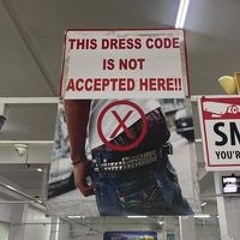 THIS DRESS CODE
IS NOT
ACCEPTED HERE!!
X
SM
YOU'R